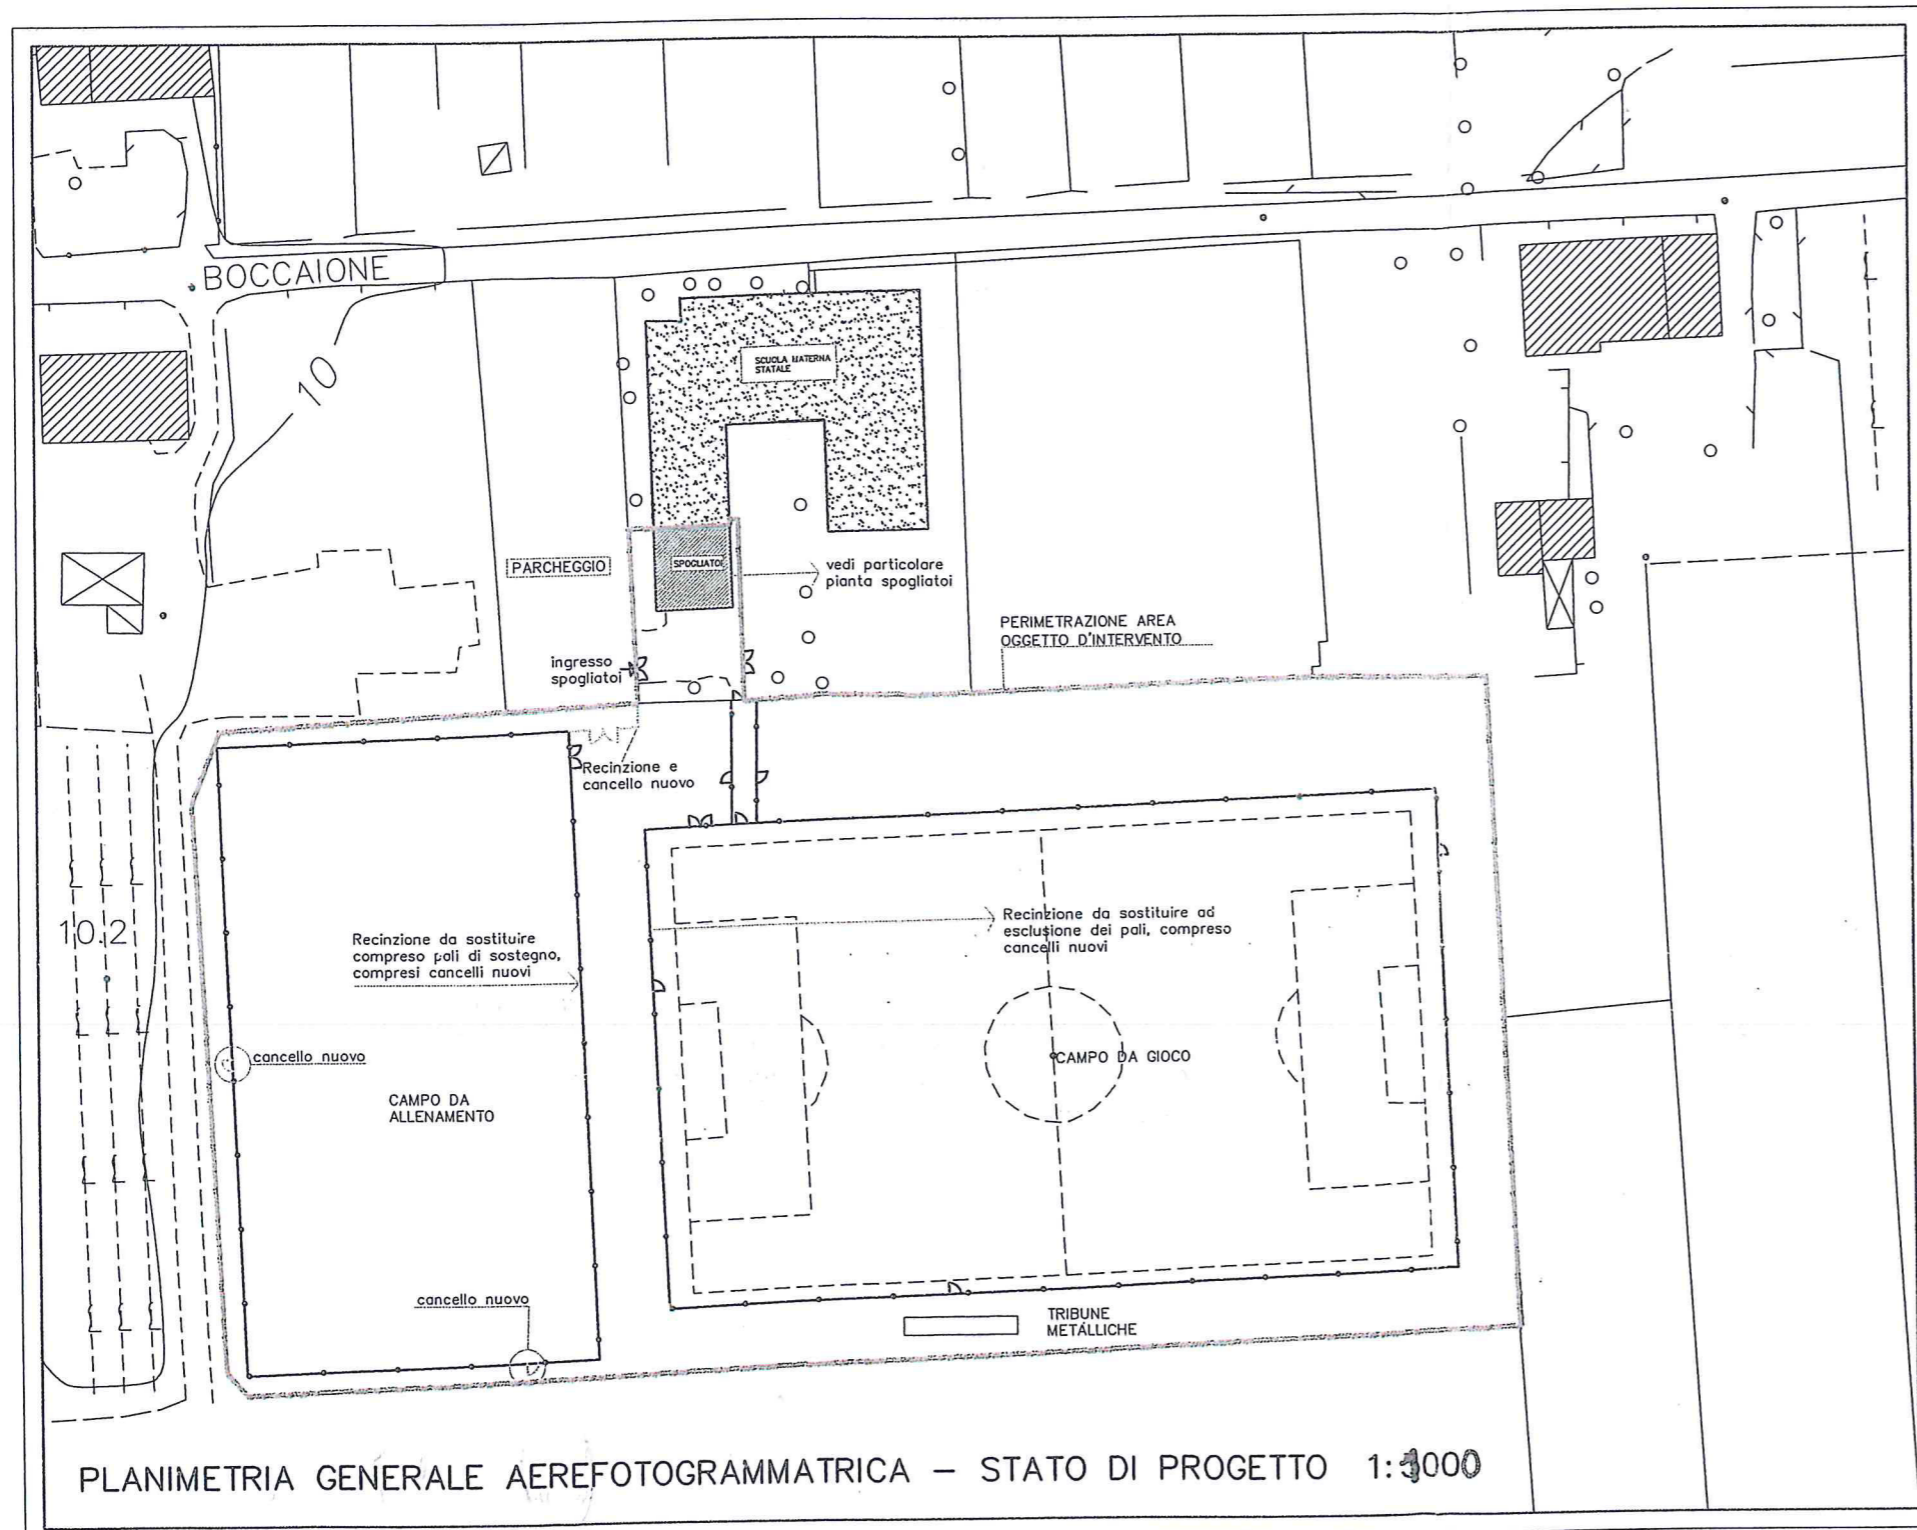 BOCCAIONE
10
SCUOLA MATERNA
STATALE
PARCHEGGIO
SPOGLIATOI
vedi particolare
pianta spogliatoi
PERIMETRAZIONE AREA
OGGETTO D'INTERVENTO
ingresso
spogliatoi
Recinzione e
cancello nuovo
10.2
Recinzione da sostituire
compreso pali di sostegno,
compresi cancelli nuovi
Recinzione da sostituire ad
esclusione dei pali, compreso
cancelli nuovi
cancello nuovo
CAMPO DA GIOCO
CAMPO DA
ALLENAMENTO
cancello nuovo
TRIBUNE
METALLICHE
PLANIMETRIA GENERALE AEREFOTOGRAMMATRICA – STATO DI PROGETTO